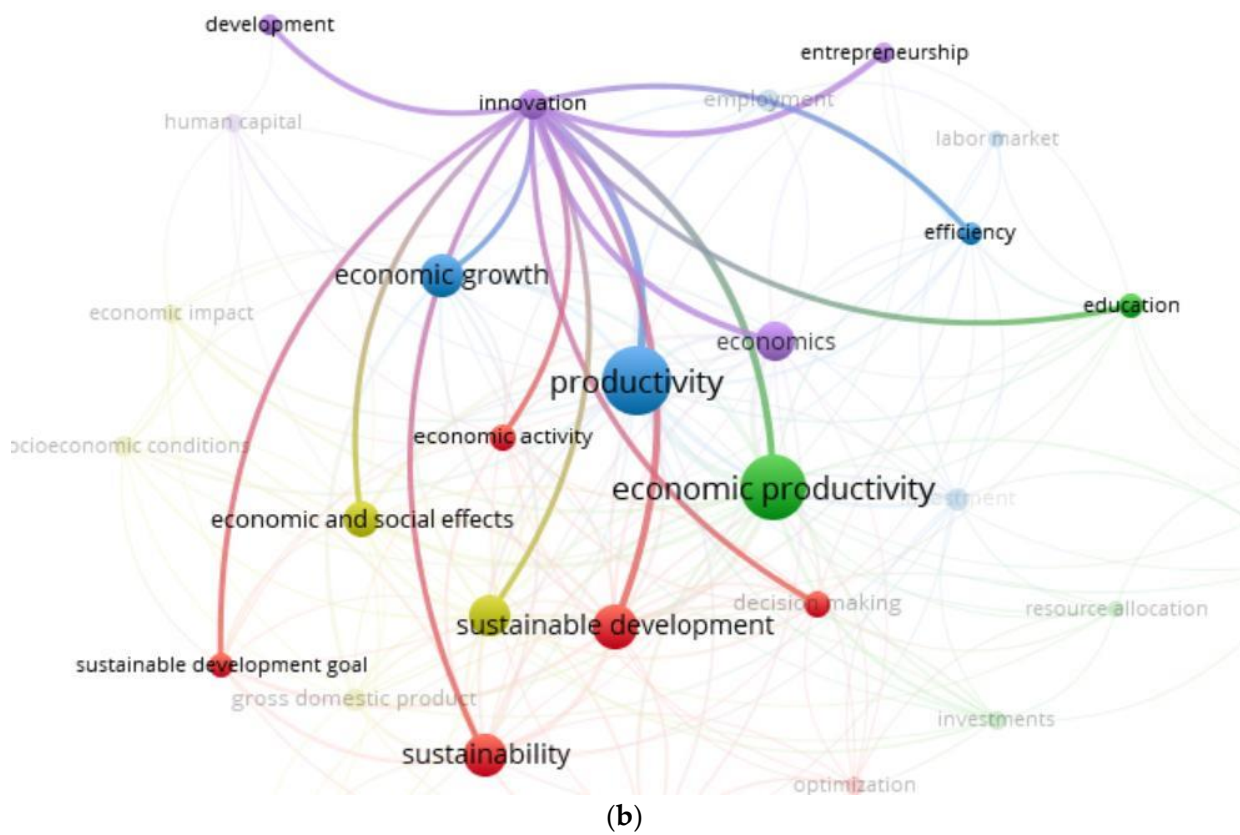 development
entrepreneurship
employment
innovation
human capital
labor market
efficiency
economic growth
education
economic impact
economics
productivity
economic activity
ocioeconomic conditions
economic productivity
economic and social effects
decision making
resource allocation
sustainable development
sustainable development goal
gross domestic product
investments
sustainability
optimization
(b)